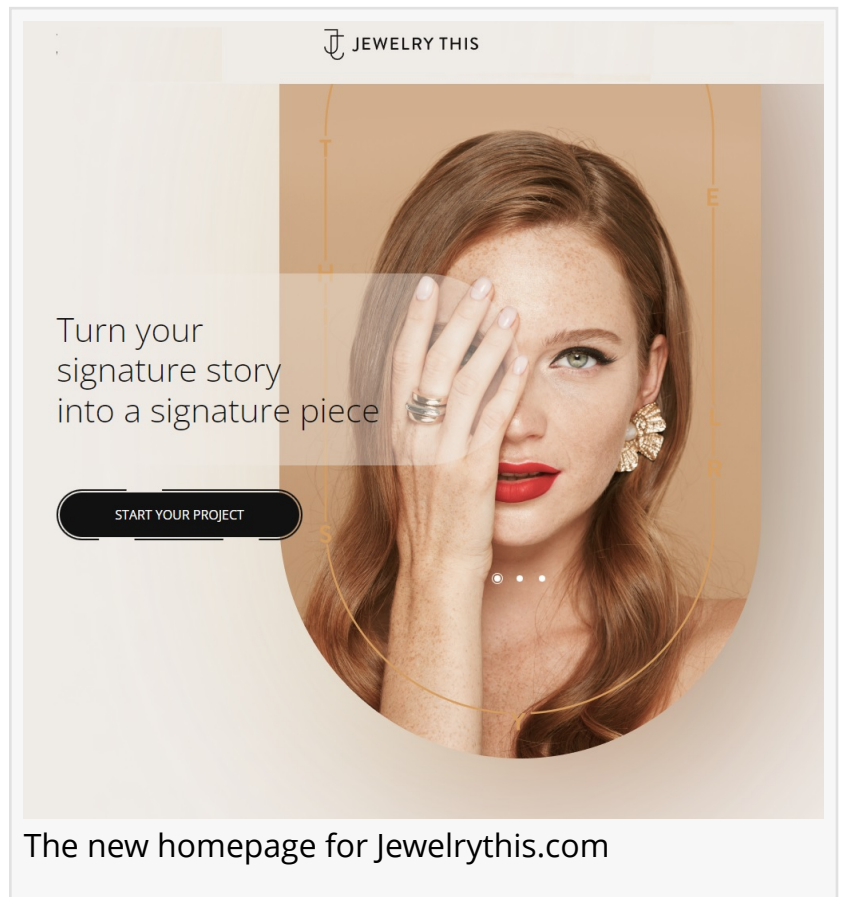 JEWELRY THIS
T
E
H
Turn your
signature story
into a signature piece
L
R
S
START YOUR PROJECT
The new homepage for Jewelrythis.com